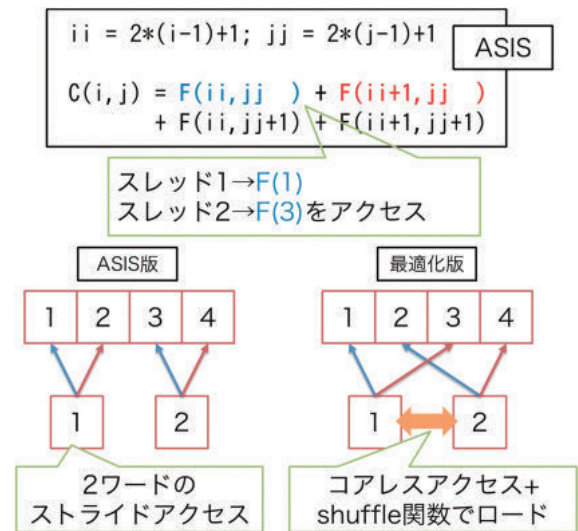 ii = 2*(i-1)+1; jj = 2*(j-1)+1
ASIS
C(i,j) = F(ii,jj  ) + F(ii+1,jj  )
+ F(ii,jj+1) + F(ii+1,jj+1)
スレッド1→F(1)
スレッド2→F(3)をアクセス
ASIS版
最適化版
1 2 3 4
1 2 3 4
1 2
1 2
2ワードの
ストライドアクセス
コアレスアクセス+
shuffle関数でロード